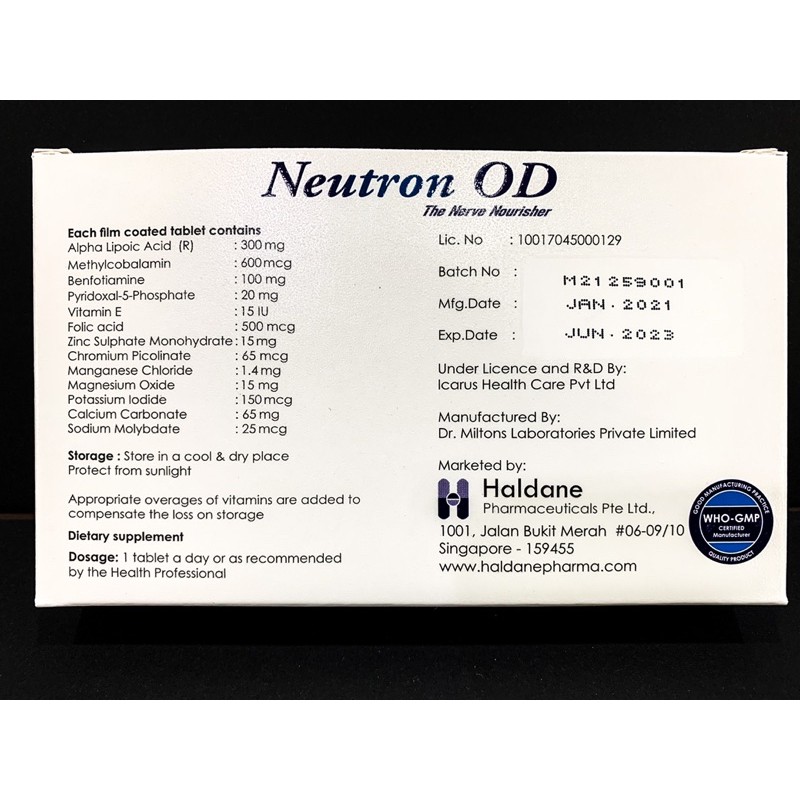 Neutron OD
The Nerve Nourisher
Each film coated tablet contains
Alpha Lipoic Acid (R) : 300 mg
Methylcobalamin : 600 mcg
Benfotiamine : 100 mg
Pyridoxal-5-Phosphate : 20 mg
Vitamin E : 15 IU
Folic acid : 500 mcg
Zinc Sulphate Monohydrate : 15 mg
Chromium Picolinate : 65 mcg
Manganese Chloride : 1.4 mg
Magnesium Oxide : 15 mg
Potassium Iodide : 150 mcg
Calcium Carbonate : 65 mg
Sodium Molybdate : 25 mcg
Storage : Store in a cool & dry place
Protect from sunlight
Appropriate overages of vitamins are added to
compensate the loss on storage
Dietary supplement
Dosage: 1 tablet a day or as recommended
by the Health Professional
Lic. No : 10017045000129
Batch No : M21259001
Mfg.Date : JAN. 2021
Exp.Date : JUN. 2023
Under Licence and R&D By:
Icarus Health Care Pvt Ltd
Manufactured By:
Dr. Miltons Laboratories Private Limited
Marketed by:
Haldane
Pharmaceuticals Pte Ltd.,
1001, Jalan Bukit Merah #06-09/10
Singapore - 159455
www.haldanepharma.com
GOOD MANUFACTURING PRACTICE
WHO-GMP
CERTIFIED
Manufacturer
QUALITY PRODUCT